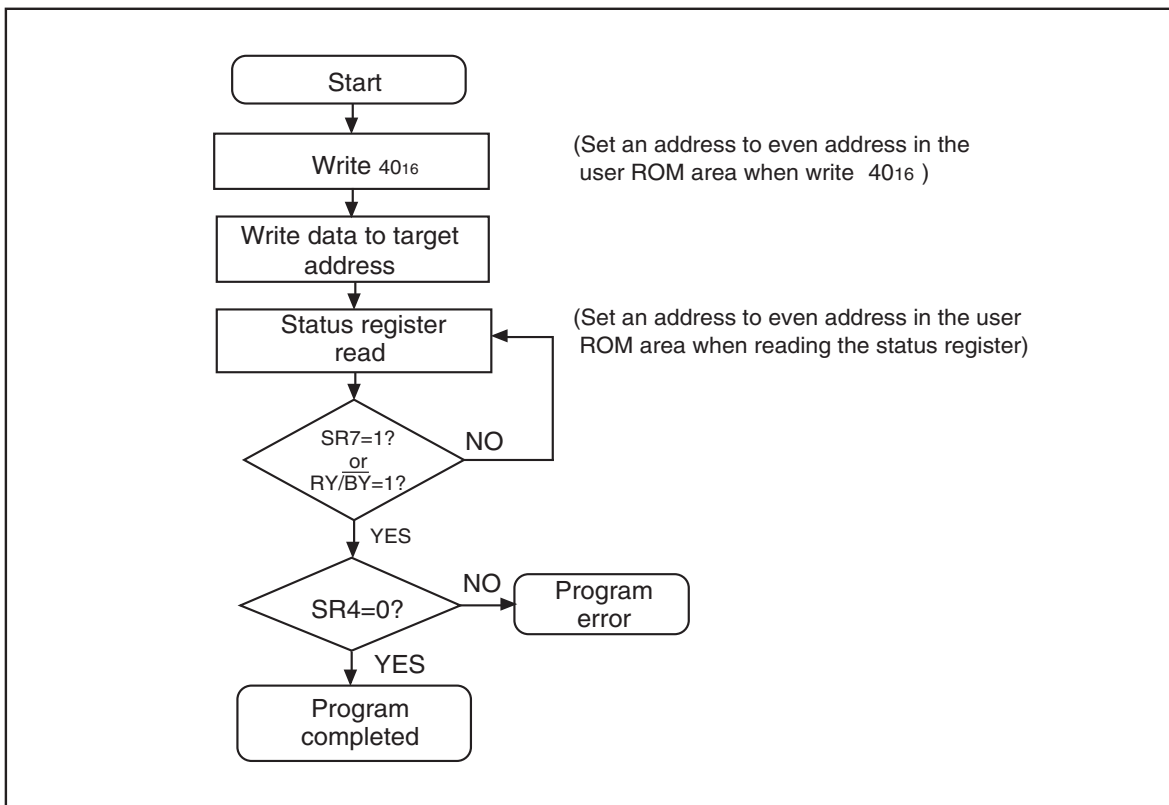 Start
Write 4016
(Set an address to even address in the
user ROM area when write 4016 )
Write data to target
address
Status register
read
(Set an address to even address in the user
ROM area when reading the status register)
SR7=1?
or
RY/BY=1?
NO
YES
SR4=0?
NO
Program
error
YES
Program
completed